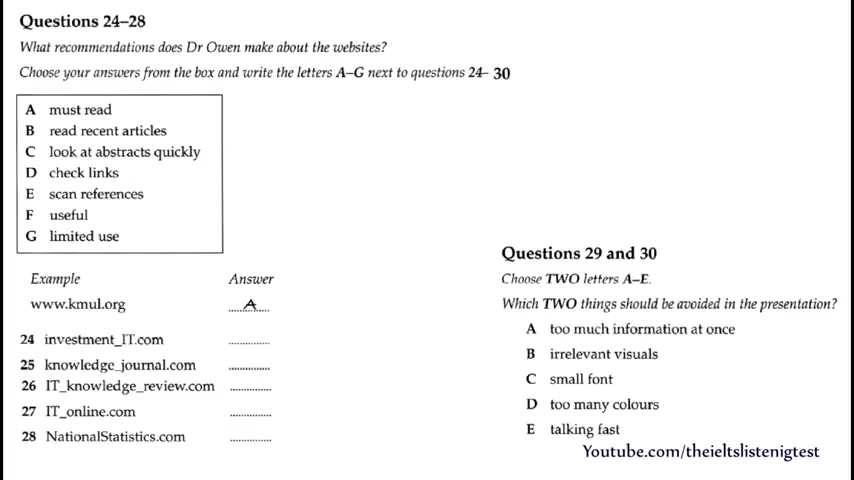 Questions 24–28
What recommendations does Dr Owen make about the websites?
Choose your answers from the box and write the letters A–G next to questions 24– 30
A must read
B read recent articles
C look at abstracts quickly
D check links
E scan references
F useful
G limited use
Example Answer
www.kmul.org ......A.....
24 investment_IT.com ...............
25 knowledge_journal.com ...............
26 IT_knowledge_review.com ...............
27 IT_online.com ...............
28 NationalStatistics.com ...............
Questions 29 and 30
Choose TWO letters A–E.
Which TWO things should be avoided in the presentation?
A too much information at once
B irrelevant visuals
C small font
D too many colours
E talking fast
Youtube.com/theieltslistenigtest